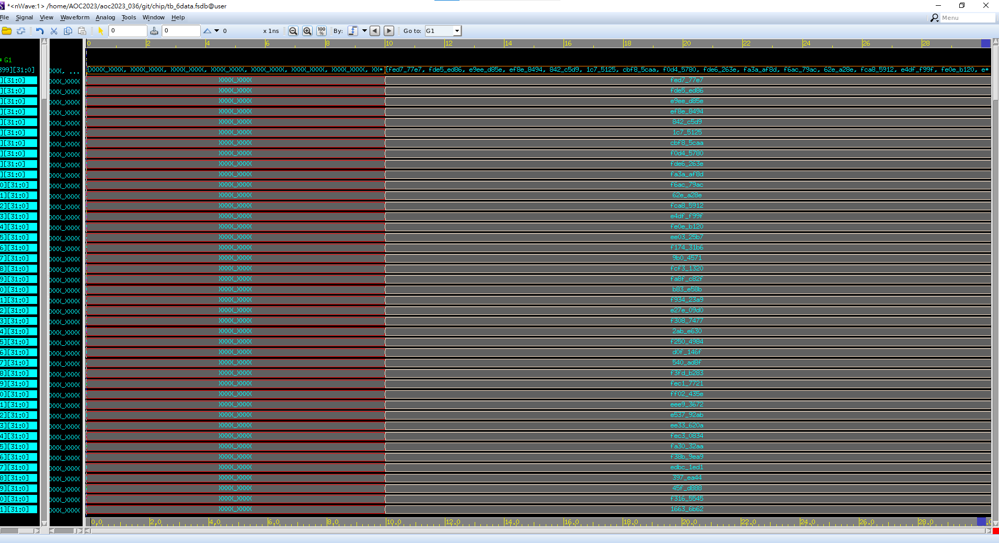 *<nWave:1> /home/AOC2023/aoc2023_036/git/chip/tb_6data.fsdb@user
File Signal View Waveform Analog Tools Window Help Menu
0 0 0 x 1ns 100% By: Go to: G1
0 2 4 6 8 10 12 14 16 18 20 22 24 26 28
= G1
399][31:0] XXX, ... {XXXX_XXXX, XXXX_XXXX, XXXX_XXXX, XXXX_XXXX, XXXX_XXXX, XXXX_XXXX, XXXX_XXXX, XX* {fed7_77e7, fde5_ed86, e9ee_d85e, ef8e_8494, 842_c5d9, 1c7_5125, cbf8_5caa, f0d4_5780, fde6_263e, fa3a_af8d, f6ac_79ac, 62e_a28e, fca8_5912, e4df_f99f, fe0e_b120, e*
][31:0] XXX_XXXX XXXX_XXXX fed7_77e7
][31:0] XXX_XXXX XXXX_XXXX fde5_ed86
][31:0] XXX_XXXX XXXX_XXXX e9ee_d85e
][31:0] XXX_XXXX XXXX_XXXX ef8e_8494
][31:0] XXX_XXXX XXXX_XXXX 842_c5d9
][31:0] XXX_XXXX XXXX_XXXX 1c7_5125
][31:0] XXX_XXXX XXXX_XXXX cbf8_5caa
][31:0] XXX_XXXX XXXX_XXXX f0d4_5780
][31:0] XXX_XXXX XXXX_XXXX fde6_263e
][31:0] XXX_XXXX XXXX_XXXX fa3a_af8d
0][31:0] XXX_XXXX XXXX_XXXX f6ac_79ac
1][31:0] XXX_XXXX XXXX_XXXX 62e_a28e
2][31:0] XXX_XXXX XXXX_XXXX fca8_5912
3][31:0] XXX_XXXX XXXX_XXXX e4df_f99f
4][31:0] XXX_XXXX XXXX_XXXX fe0e_b120
5][31:0] XXX_XXXX XXXX_XXXX ee03_25b7
6][31:0] XXX_XXXX XXXX_XXXX f174_31b6
7][31:0] XXX_XXXX XXXX_XXXX 9b0_4571
8][31:0] XXX_XXXX XXXX_XXXX fcf3_1320
9][31:0] XXX_XXXX XXXX_XXXX fa8f_c82f
0][31:0] XXX_XXXX XXXX_XXXX b83_e58b
1][31:0] XXX_XXXX XXXX_XXXX f934_23a9
2][31:0] XXX_XXXX XXXX_XXXX e27e_09d0
3][31:0] XXX_XXXX XXXX_XXXX f308_7477
4][31:0] XXX_XXXX XXXX_XXXX 2ab_e630
5][31:0] XXX_XXXX XXXX_XXXX f250_4984
6][31:0] XXX_XXXX XXXX_XXXX d0f_146f
7][31:0] XXX_XXXX XXXX_XXXX 540_ad8f
8][31:0] XXX_XXXX XXXX_XXXX f3fd_b283
9][31:0] XXX_XXXX XXXX_XXXX fec1_7721
0][31:0] XXX_XXXX XXXX_XXXX ff02_435e
1][31:0] XXX_XXXX XXXX_XXXX eee9_3672
2][31:0] XXX_XXXX XXXX_XXXX e537_92ab
3][31:0] XXX_XXXX XXXX_XXXX ee33_620a
4][31:0] XXX_XXXX XXXX_XXXX fec3_0834
5][31:0] XXX_XXXX XXXX_XXXX fa30_32aa
6][31:0] XXX_XXXX XXXX_XXXX f38b_9ea9
7][31:0] XXX_XXXX XXXX_XXXX edbc_1ed1
8][31:0] XXX_XXXX XXXX_XXXX 397_ea44
9][31:0] XXX_XXXX XXXX_XXXX 45f_d888
0][31:0] XXX_XXXX XXXX_XXXX f316_5545
1][31:0] XXX_XXXX XXXX_XXXX 1663_6b62
0.0 2.0 4.0 6.0 8.0 10.0 12.0 14.0 16.0 18.0 20.0 22.0 24.0 26.0 28.0